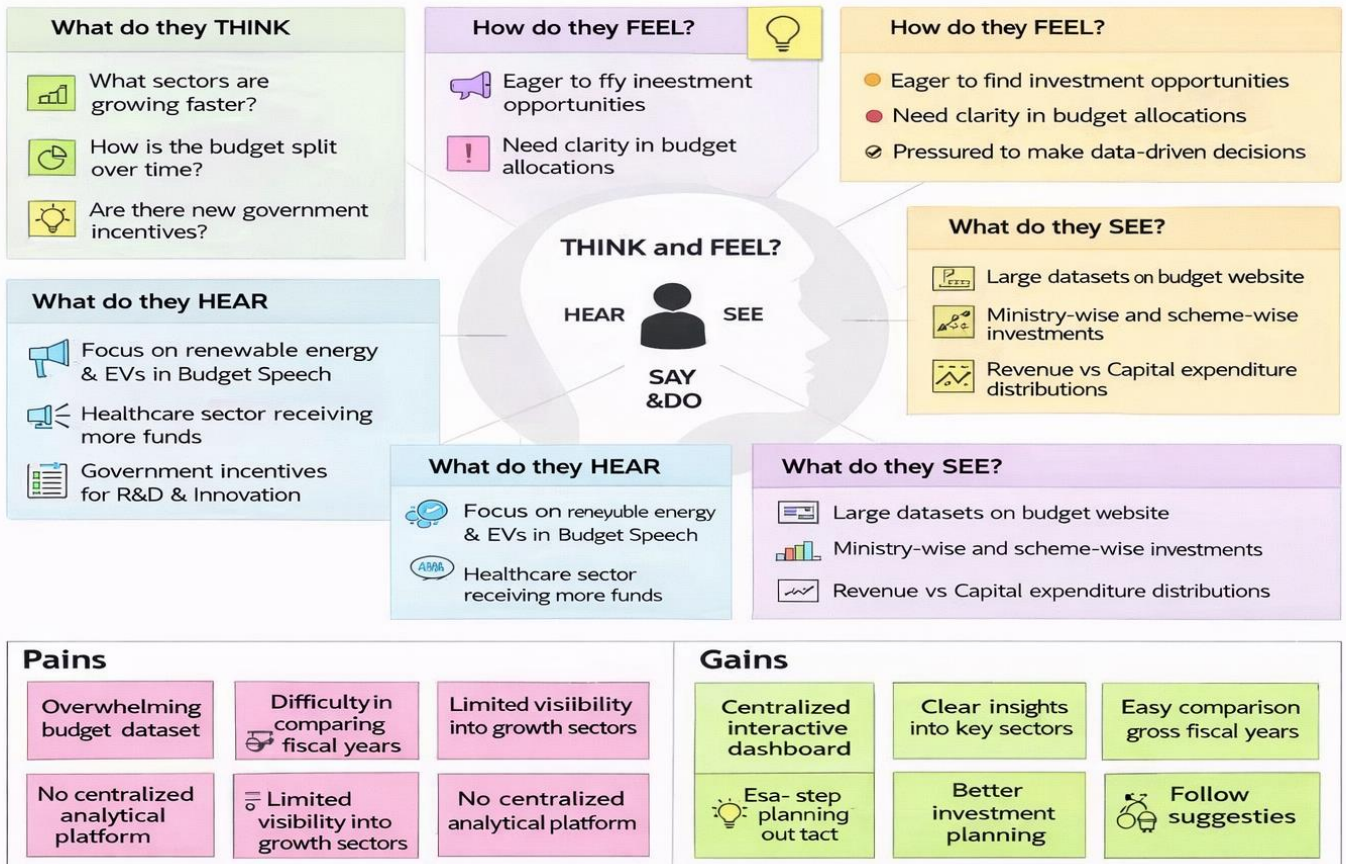 What do they THINK
What sectors are
growing faster?
How is the budget split
over time?
Are there new government
incentives?
How do they FEEL?
Eager to ffy ineestment
opportunities
!
Need clarity in budget
allocations
How do they FEEL?
Eager to find investment opportunities
Need clarity in budget allocations
Pressured to make data-driven decisions
THINK and FEEL?
HEAR
SEE
SAY
&DO
What do they SEE?
Large datasets on budget website
Ministry-wise and scheme-wise
investments
Revenue vs Capital expenditure
distributions
What do they HEAR
Focus on renewable energy
& EVs in Budget Speech
Healthcare sector receiving
more funds
Government incentives
for R&D & Innovation
What do they HEAR
Focus on reneyuble energy
& EVs in Budget Speech
Healthcare sector
receiving more funds
What do they SEE?
Large datasets on budget website
Ministry-wise and scheme-wise investments
Revenue vs Capital expenditure distributions
Pains
Overwhelming
budget dataset
Difficulty in
comparing
fiscal years
Limited visiibility
into growth sectors
No centralized
analytical
platform
Limited
visibility into
growth sectors
No centralized
analytical platform
Gains
Centralized
interactive
dashboard
Clear insights
into key sectors
Easy comparison
gross fiscal years
Esa- step
planning
out tact
Better
investment
planning
Follow
suggesties